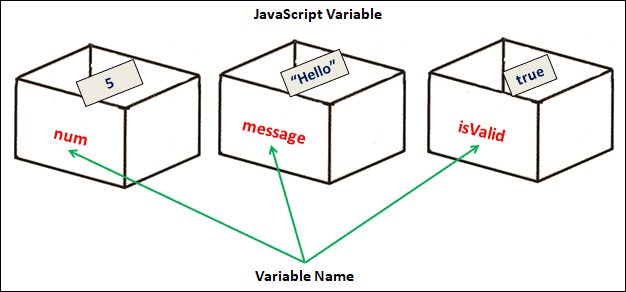 JavaScript Variable
5
“Hello”
true
num
message
isValid
Variable Name